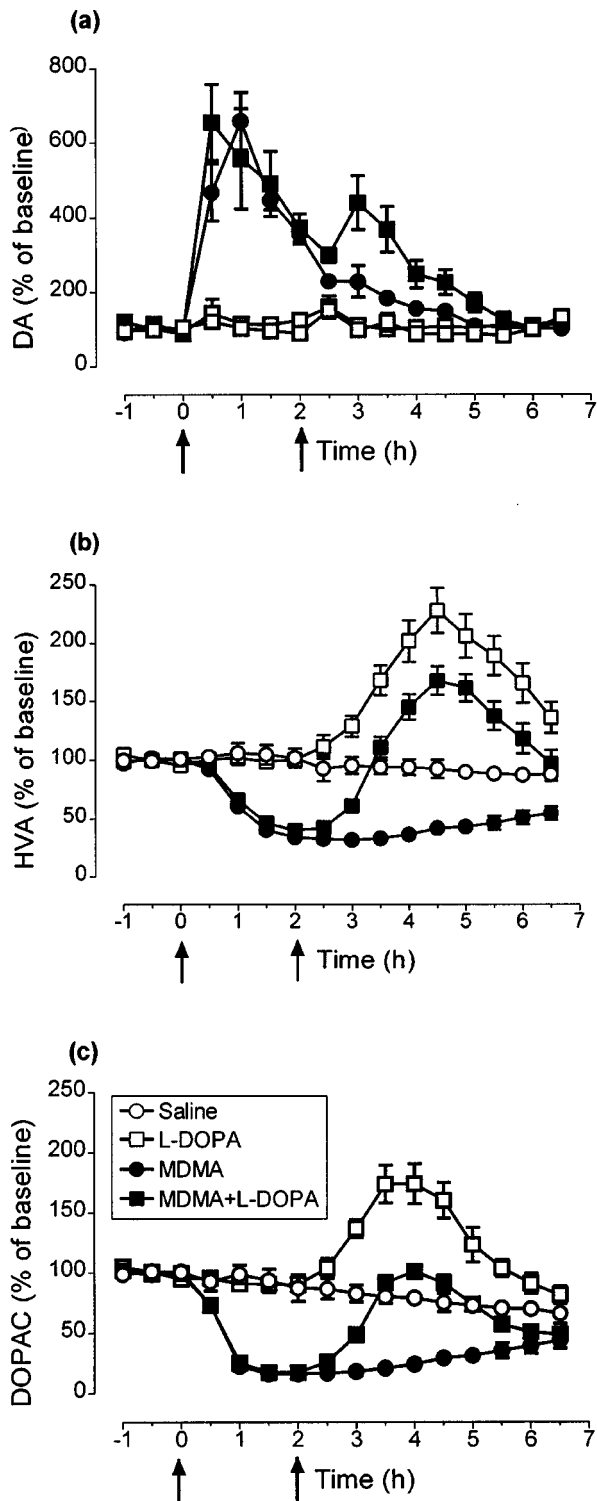 (a)
800
600
400
200
0
DA (% of baseline)
-1 0 1 2 3 4 5 6 7
Time (h)
(b)
250
200
150
100
50
0
HVA (% of baseline)
-1 0 1 2 3 4 5 6 7
Time (h)
(c)
Saline
L-DOPA
MDMA
MDMA+L-DOPA
250
200
150
100
50
0
DOPAC (% of baseline)
-1 0 1 2 3 4 5 6 7
Time (h)